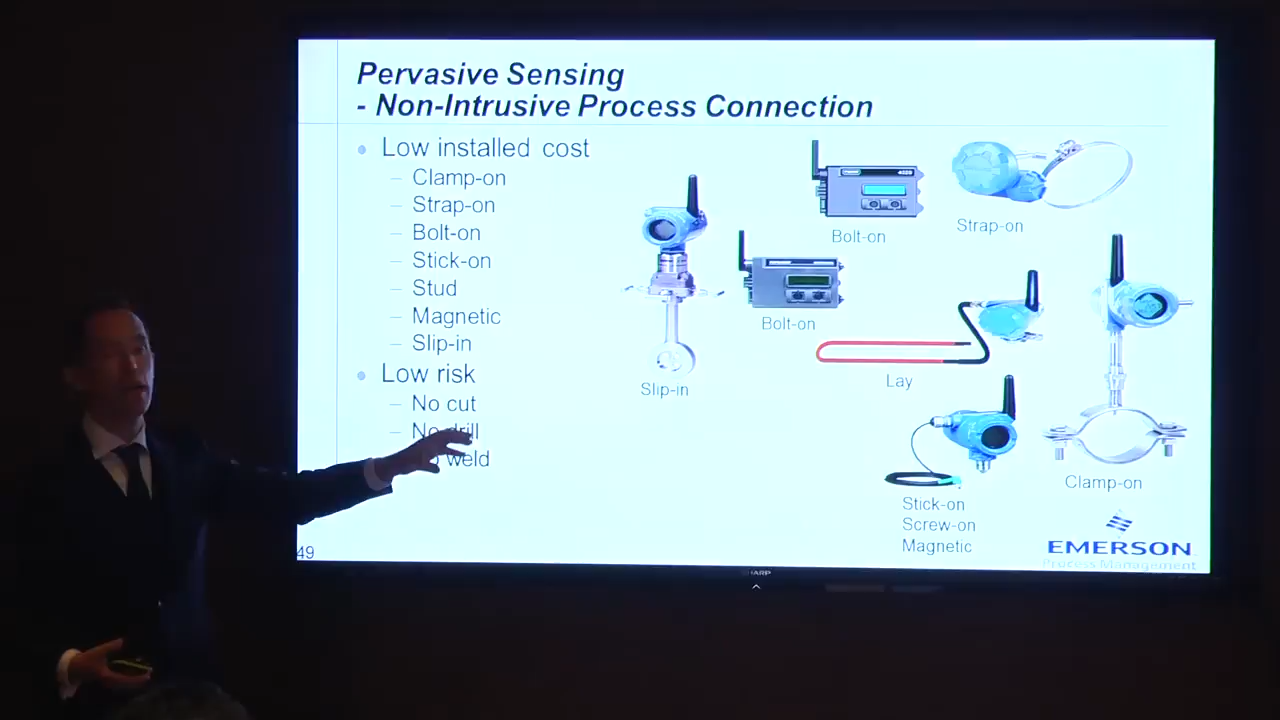 Pervasive Sensing
- Non-Intrusive Process Connection
• Low installed cost
– Clamp-on
– Strap-on
– Bolt-on
– Stick-on
– Stud
– Magnetic
– Slip-in
• Low risk
– No cut
– No drill
weld
Slip-in
Bolt-on
Bolt-on
Strap-on
Lay
Stick-on
Screw-on
Magnetic
Clamp-on
49
EMERSON
Process Management
SHARP